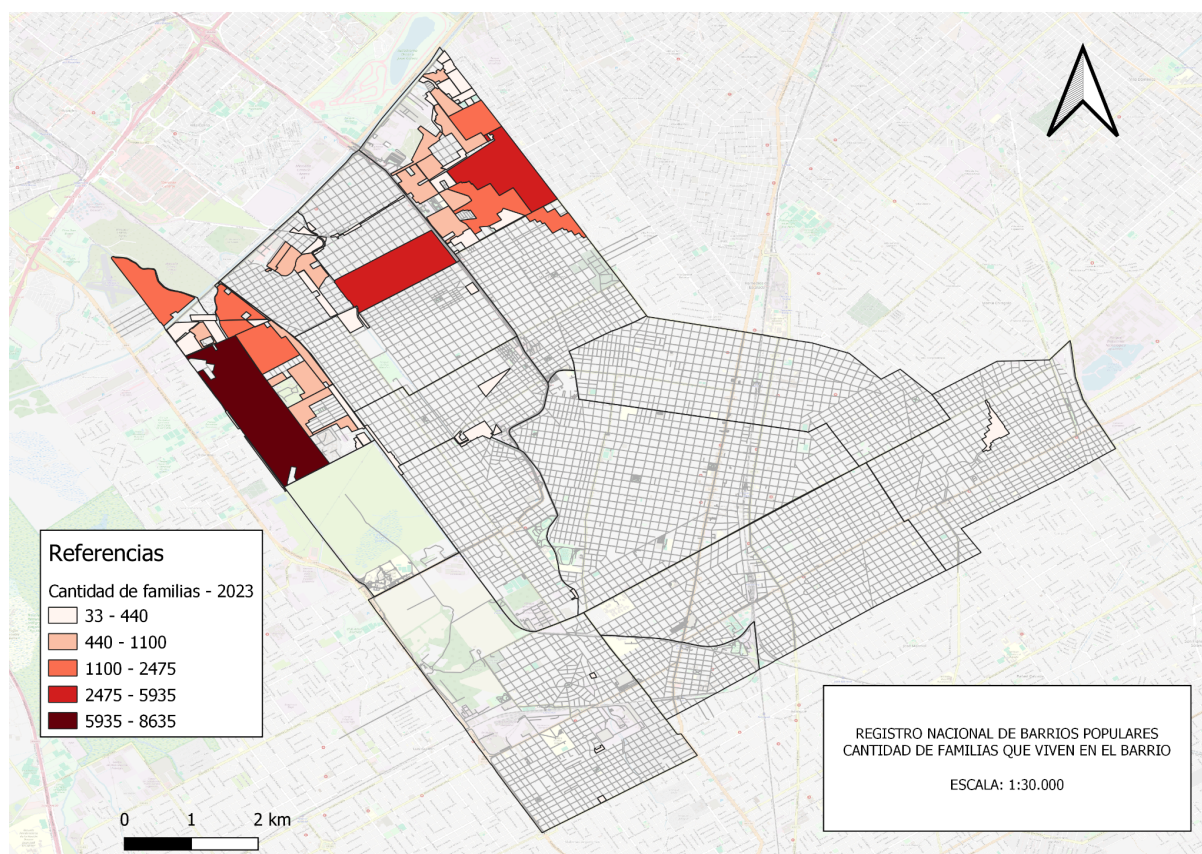 Referencias
Cantidad de familias - 2023
33 - 440
440 - 1100
1100 - 2475
2475 - 5935
5935 - 8635
0 1 2 km
REGISTRO NACIONAL DE BARRIOS POPULARES
CANTIDAD DE FAMILIAS QUE VIVEN EN EL BARRIO
ESCALA: 1:30.000